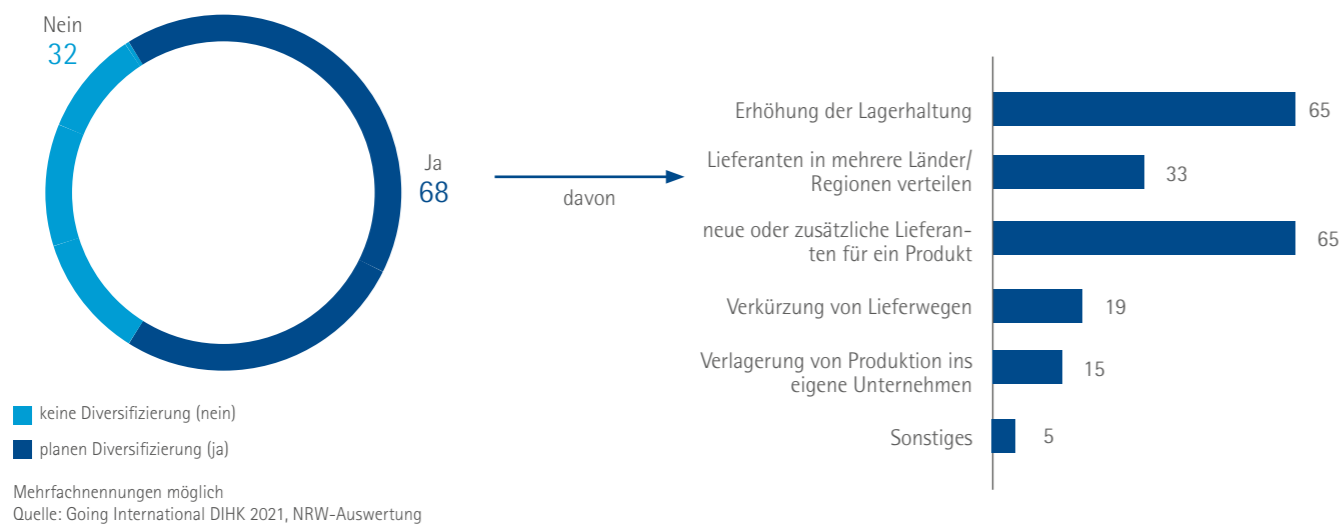 Nein
32
Ja
68
davon
Erhöhung der Lagerhaltung
65
Lieferanten in mehrere Länder/
Regionen verteilen
33
neue oder zusätzliche Lieferan-
ten für ein Produkt
65
Verkürzung von Lieferwegen
19
Verlagerung von Produktion ins
eigene Unternehmen
15
Sonstiges
5
keine Diversifizierung (nein)
planen Diversifizierung (ja)
Mehrfachnennungen möglich
Quelle: Going International DIHK 2021, NRW-Auswertung